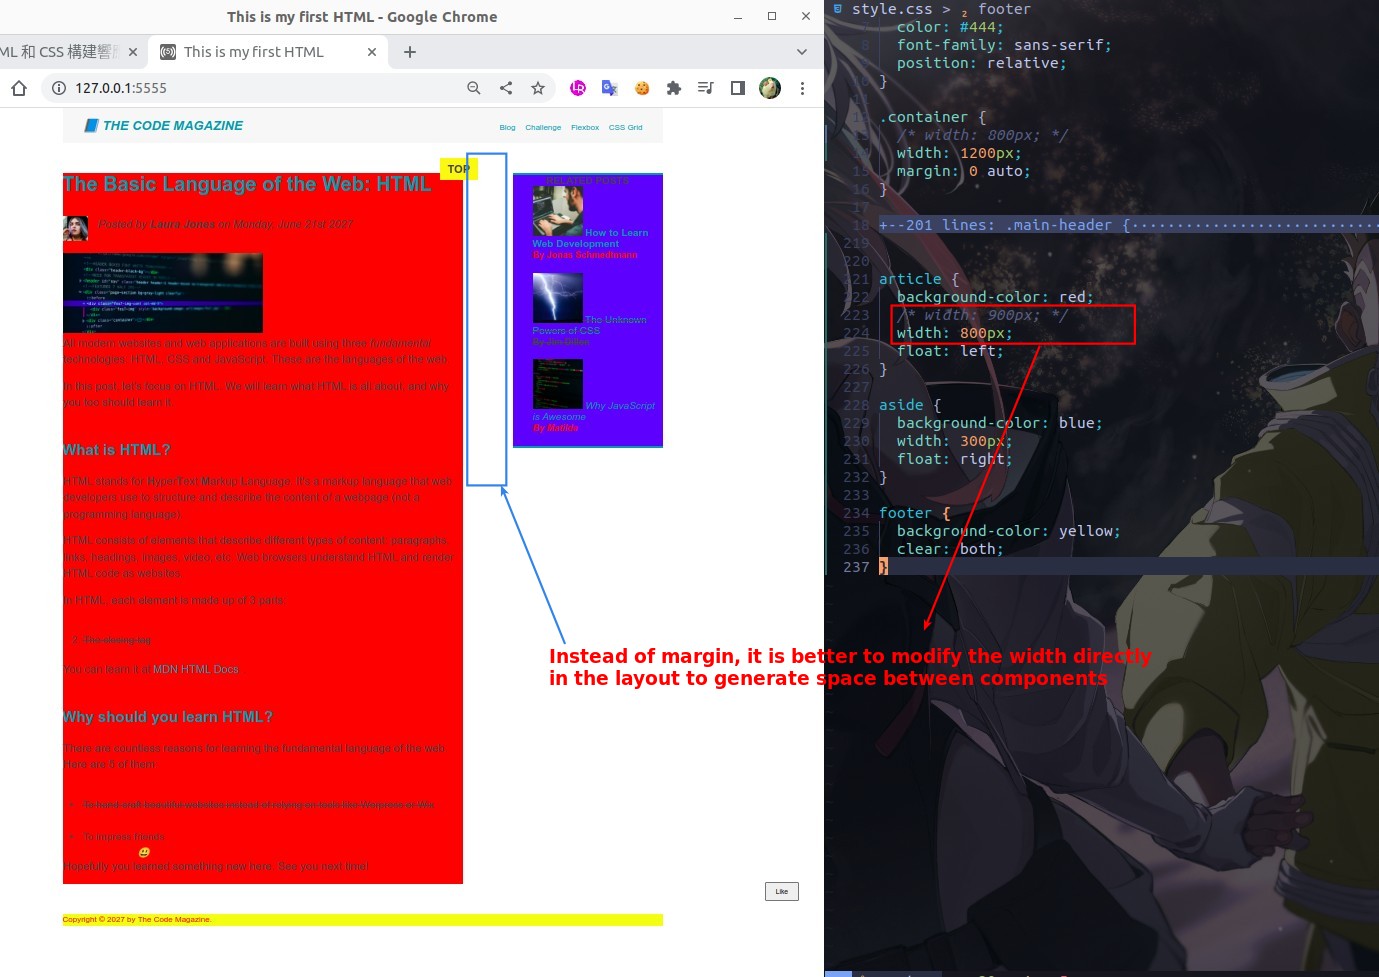 This is my first HTML - Google Chrome
ML 和 CSS 構建響應
This is my first HTML
127.0.0.1:5555
THE CODE MAGAZINE
Blog Challenge Flexbox CSS Grid
TOP
The Basic Language of the Web: HTML
Posted by Laura Jones on Monday, June 21st 2027
All modern websites and web applications are built using three fundamental
technologies: HTML, CSS and JavaScript. These are the languages of the web.
In this post, let's focus on HTML. We will learn what HTML is all about, and why
you too should learn it.
What is HTML?
HTML stands for HyperText Markup Language. It's a markup language that web
developers use to structure and describe the content of a webpage (not a
programming language).
HTML consists of elements that describe different types of content: paragraphs,
links, headings, images, video, etc. Web browsers understand HTML and render
HTML code as websites.
In HTML, each element is made up of 3 parts:
2. The closing tag
You can learn it at MDN HTML Docs
Why should you learn HTML?
There are countless reasons for learning the fundamental language of the web.
Here are 5 of them:
To hand-craft beautiful websites instead of relying on tools like Worpress or Wix
To impress friends
Hopefully you learned something new here. See you next time!
RELATED POSTS
How to Learn
Web Development
By Jonas Schmedtmann
The Unknown
Powers of CSS
By Jim Dillon
Why JavaScript
is Awesome
By Matilda
Like
Copyright © 2027 by The Code Magazine.
Instead of margin, it is better to modify the width directly
in the layout to generate space between components
style.css > footer
color: #444;
8 font-family: sans-serif;
position: relative;
}
.container {
/* width: 800px; */
width: 1200px;
15 margin: 0 auto;
16 }
17
18 +--201 lines: .main-header {
219
220
221 article {
222 background-color: red;
223 /* width: 900px; */
224 width: 800px;
225 float: left;
226 }
227
228 aside {
229 background-color: blue;
230 width: 300px;
231 float: right;
232 }
233
234 footer {
235 background-color: yellow;
236 clear: both;
237 }